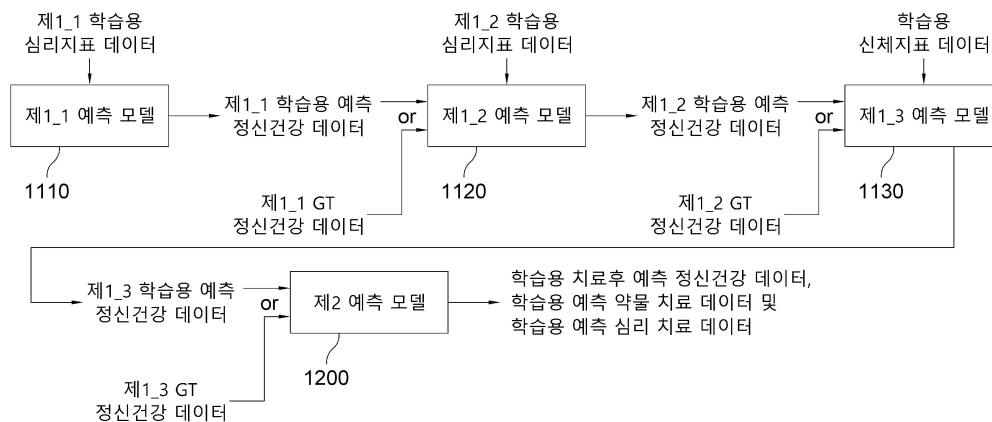 제1_1 학습용
심리지표 데이터
제1_2 학습용
심리지표 데이터
학습용
신체지표 데이터
제1_1 예측 모델
제1_1 학습용 예측
정신건강 데이터
or
제1_2 예측 모델
제1_2 학습용 예측
정신건강 데이터
or
제1_3 예측 모델
1110
1120
1130
제1_1 GT
정신건강 데이터
제1_2 GT
정신건강 데이터
제1_3 학습용 예측
정신건강 데이터
or
제2 예측 모델
학습용 치료후 예측 정신건강 데이터,
학습용 예측 약물 치료 데이터 및
학습용 예측 심리 치료 데이터
1200
제1_3 GT
정신건강 데이터